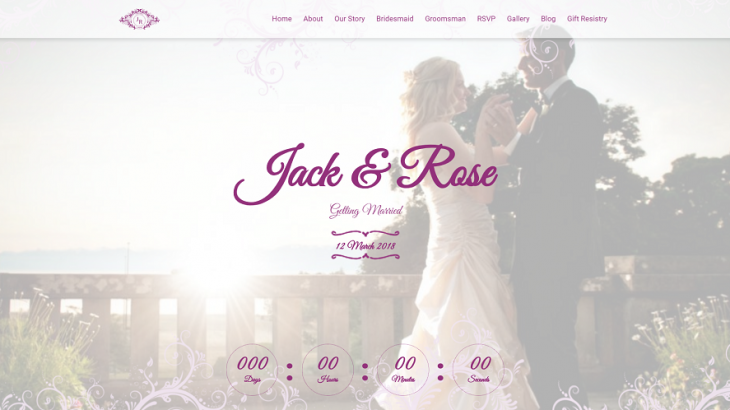 Home About Our Story Bridesmaid Groomsman RSVP Gallery Blog Gift Resistry
Jack & Rose
Getting Married
12 March 2018
000 : 00 : 00 : 00
Days Hours Minutes Seconds